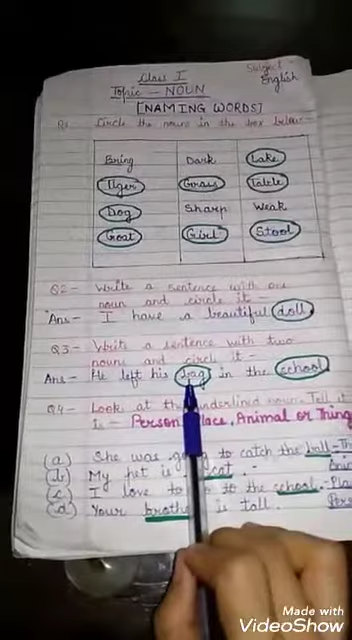 Class I
Subject - English
Topic - NOUN
[NAMING WORDS]
Q1 Circle the nouns in the box below-
Bring Dark Lake
Tiger Grass Table
Dog Sharp Weak
Goat Girl Stool
Q2- Write a sentence with one
noun and circle it -
Ans- I have a beautiful doll.
Q3- Write a sentence with two
nouns and circle it -
Ans- He left his bag in the school.
Q4- Look at the underlined noun. Tell it
is - Person, Place, Animal or Thing
(a) She was going to catch the ball - Th
(b) My pet is cat. -
(c) I love to to the school. - Pla
(d) Your brother is tall. Pers
Made with
VideoShow